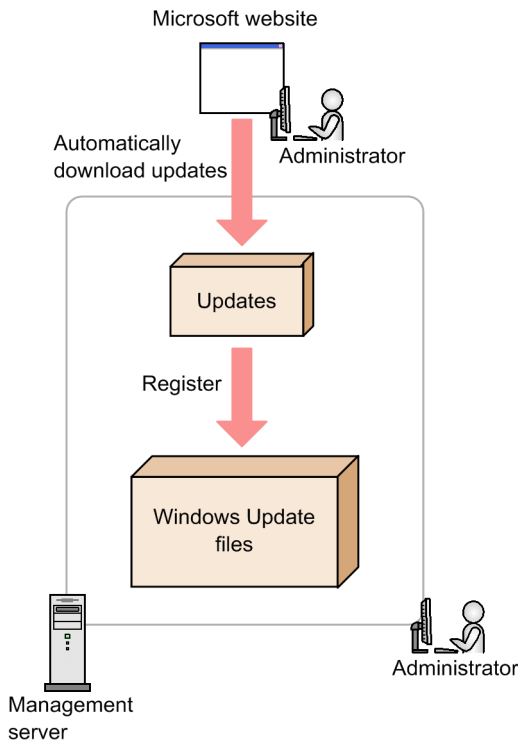 Microsoft website
Automatically
download updates
Administrator
Updates
Register
Windows Update
files
Administrator
Management
server